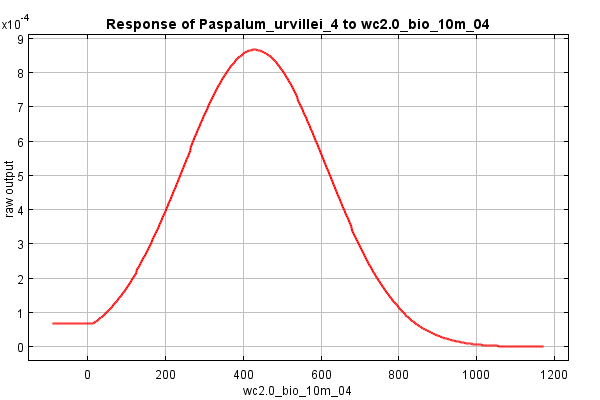 Response of Paspalum_urvillei_4 to wc2.0_bio_10m_04
x10^-4
9
8
7
6
5
4
3
2
1
0
raw output
0 200 400 600 800 1000 1200
wc2.0_bio_10m_04